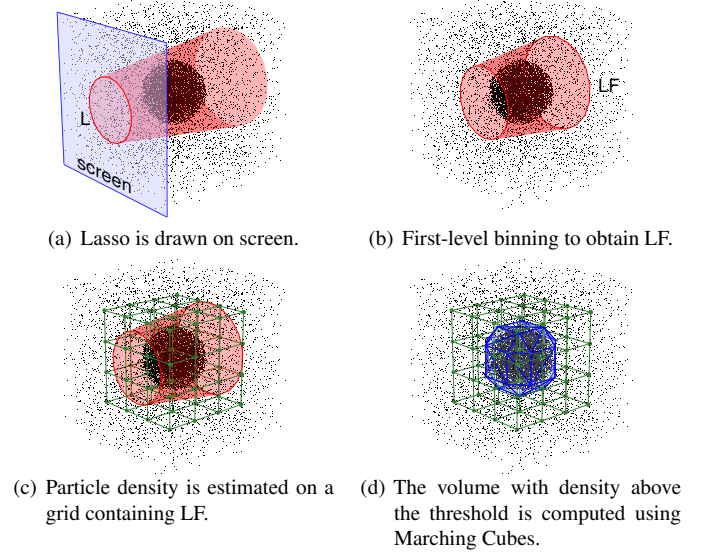 L
screen
LF
(a) Lasso is drawn on screen.
(b) First-level binning to obtain LF.
(c) Particle density is estimated on a
grid containing LF.
(d) The volume with density above
the threshold is computed using
Marching Cubes.